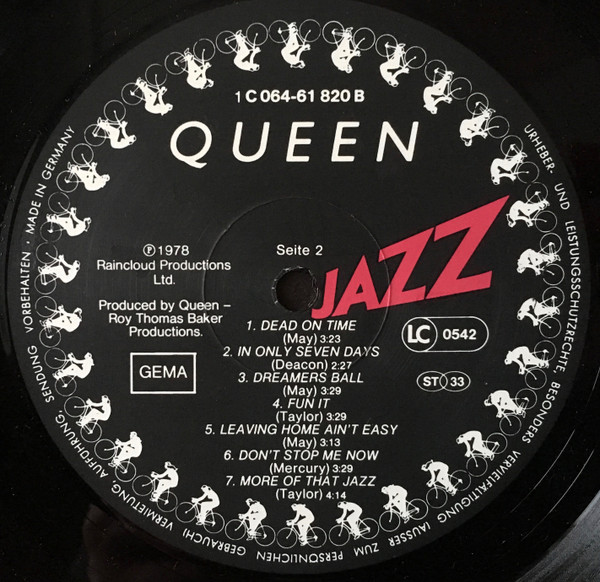 1 C 064-61 820 B
QUEEN
℗ 1978
Raincloud Productions
Ltd.
Produced by Queen –
Roy Thomas Baker
Productions.
GEMA
Seite 2
JAZZ
LC 0542
ST 33
1. DEAD ON TIME
(May) 3:23
2. IN ONLY SEVEN DAYS
(Deacon) 2:27
3. DREAMERS BALL
(May) 3:29
4. FUN IT
(Taylor) 3:29
5. LEAVING HOME AIN'T EASY
(May) 3:13
6. DON'T STOP ME NOW
(Mercury) 3:29
7. MORE OF THAT JAZZ
(Taylor) 4:14
URHEBER- UND LEISTUNGSSCHUTZRECHTE, BESONDERS VERVIELFÄLTIGUNG (AUSSER ZUM PERSÖNLICHEN GEBRAUCH) VERMIETUNG, AUFFÜHRUNG, SENDUNG VORBEHALTEN · MADE IN GERMANY